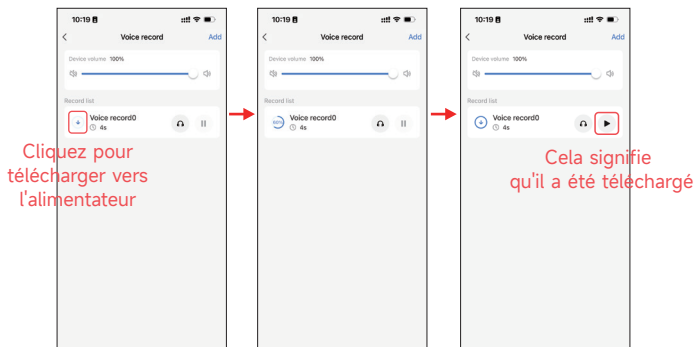 10:19
Voice record
Add
Device volume 100%
Record list
Voice record0
4s
Cliquez pour
télécharger vers
l'alimentateur
10:19
Voice record
Add
Device volume 100%
Record list
Voice record0
4s
10:19
Voice record
Add
Device volume 100%
Record list
Voice record0
4s
Cela signifie
qu'il a été téléchargé